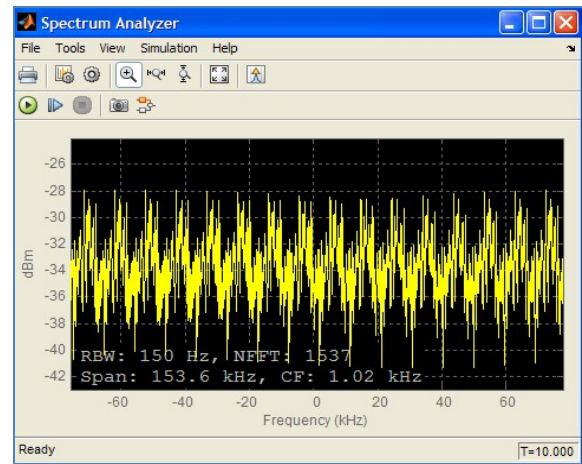 Spectrum Analyzer
File Tools View Simulation Help
-26
-28
-30
-32
-34
-36
-38
-40
-42
dBm
RBW: 150 Hz, NFFT: 1537
Span: 153.6 kHz, CF: 1.02 kHz
-60 -40 -20 0 20 40 60
Frequency (kHz)
Ready T=10.000